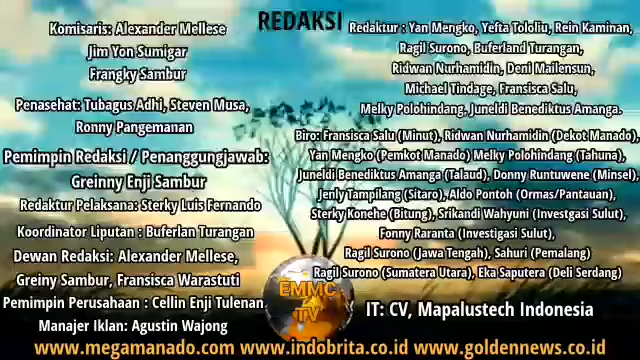 REDAKSI
Komisaris: Alexander Mellese
Jim Yon Sumigar
Frangky Sambur
Penasehat: Tubagus Adhi, Steven Musa,
Ronny Pangemanan
Pemimpin Redaksi / Penanggungjawab:
Greinny Enji Sambur
Redaktur Pelaksana: Sterky Luis Fernando
Koordinator Liputan : Buferlan Turangan
Dewan Redaksi: Alexander Mellese,
Greiny Sambur, Fransisca Warastuti
Pemimpin Perusahaan : Cellin Enji Tulenan
Manajer Iklan: Agustin Wajong
Redaktur : Yan Mengko, Yefta Tololiu, Rein Kaminan,
Ragil Surono, Buferland Turangan,
Ridwan Nurhamidin, Deni Mailensun,
Michael Tindage, Fransisca Salu,
Melky Polohindang, Juneldi Benediktus Amanga.
Biro: Fransisca Salu (Minut), Ridwan Nurhamidin (Dekot Manado),
Yan Mengko (Pemkot Manado) Melky Polohindang (Tahuna),
Juneldi Benediktus Amanga (Talaud), Donny Runtuwene (Minsel),
Jenly Tampilang (Sitaro), Aldo Pontoh (Ormas/Pantauan),
Sterky Konehe (Bitung), Srikandi Wahyuni (Investgasi Sulut),
Fonny Raranta (Investigasi Sulut),
Ragil Surono (Jawa Tengah), Sahuri (Pemalang)
Ragil Surono (Sumatera Utara), Eka Saputera (Deli Serdang)
EMMC
TV
IT: CV, Mapalustech Indonesia
www.megamanado.com www.indobrita.co.id www.goldennews.co.id